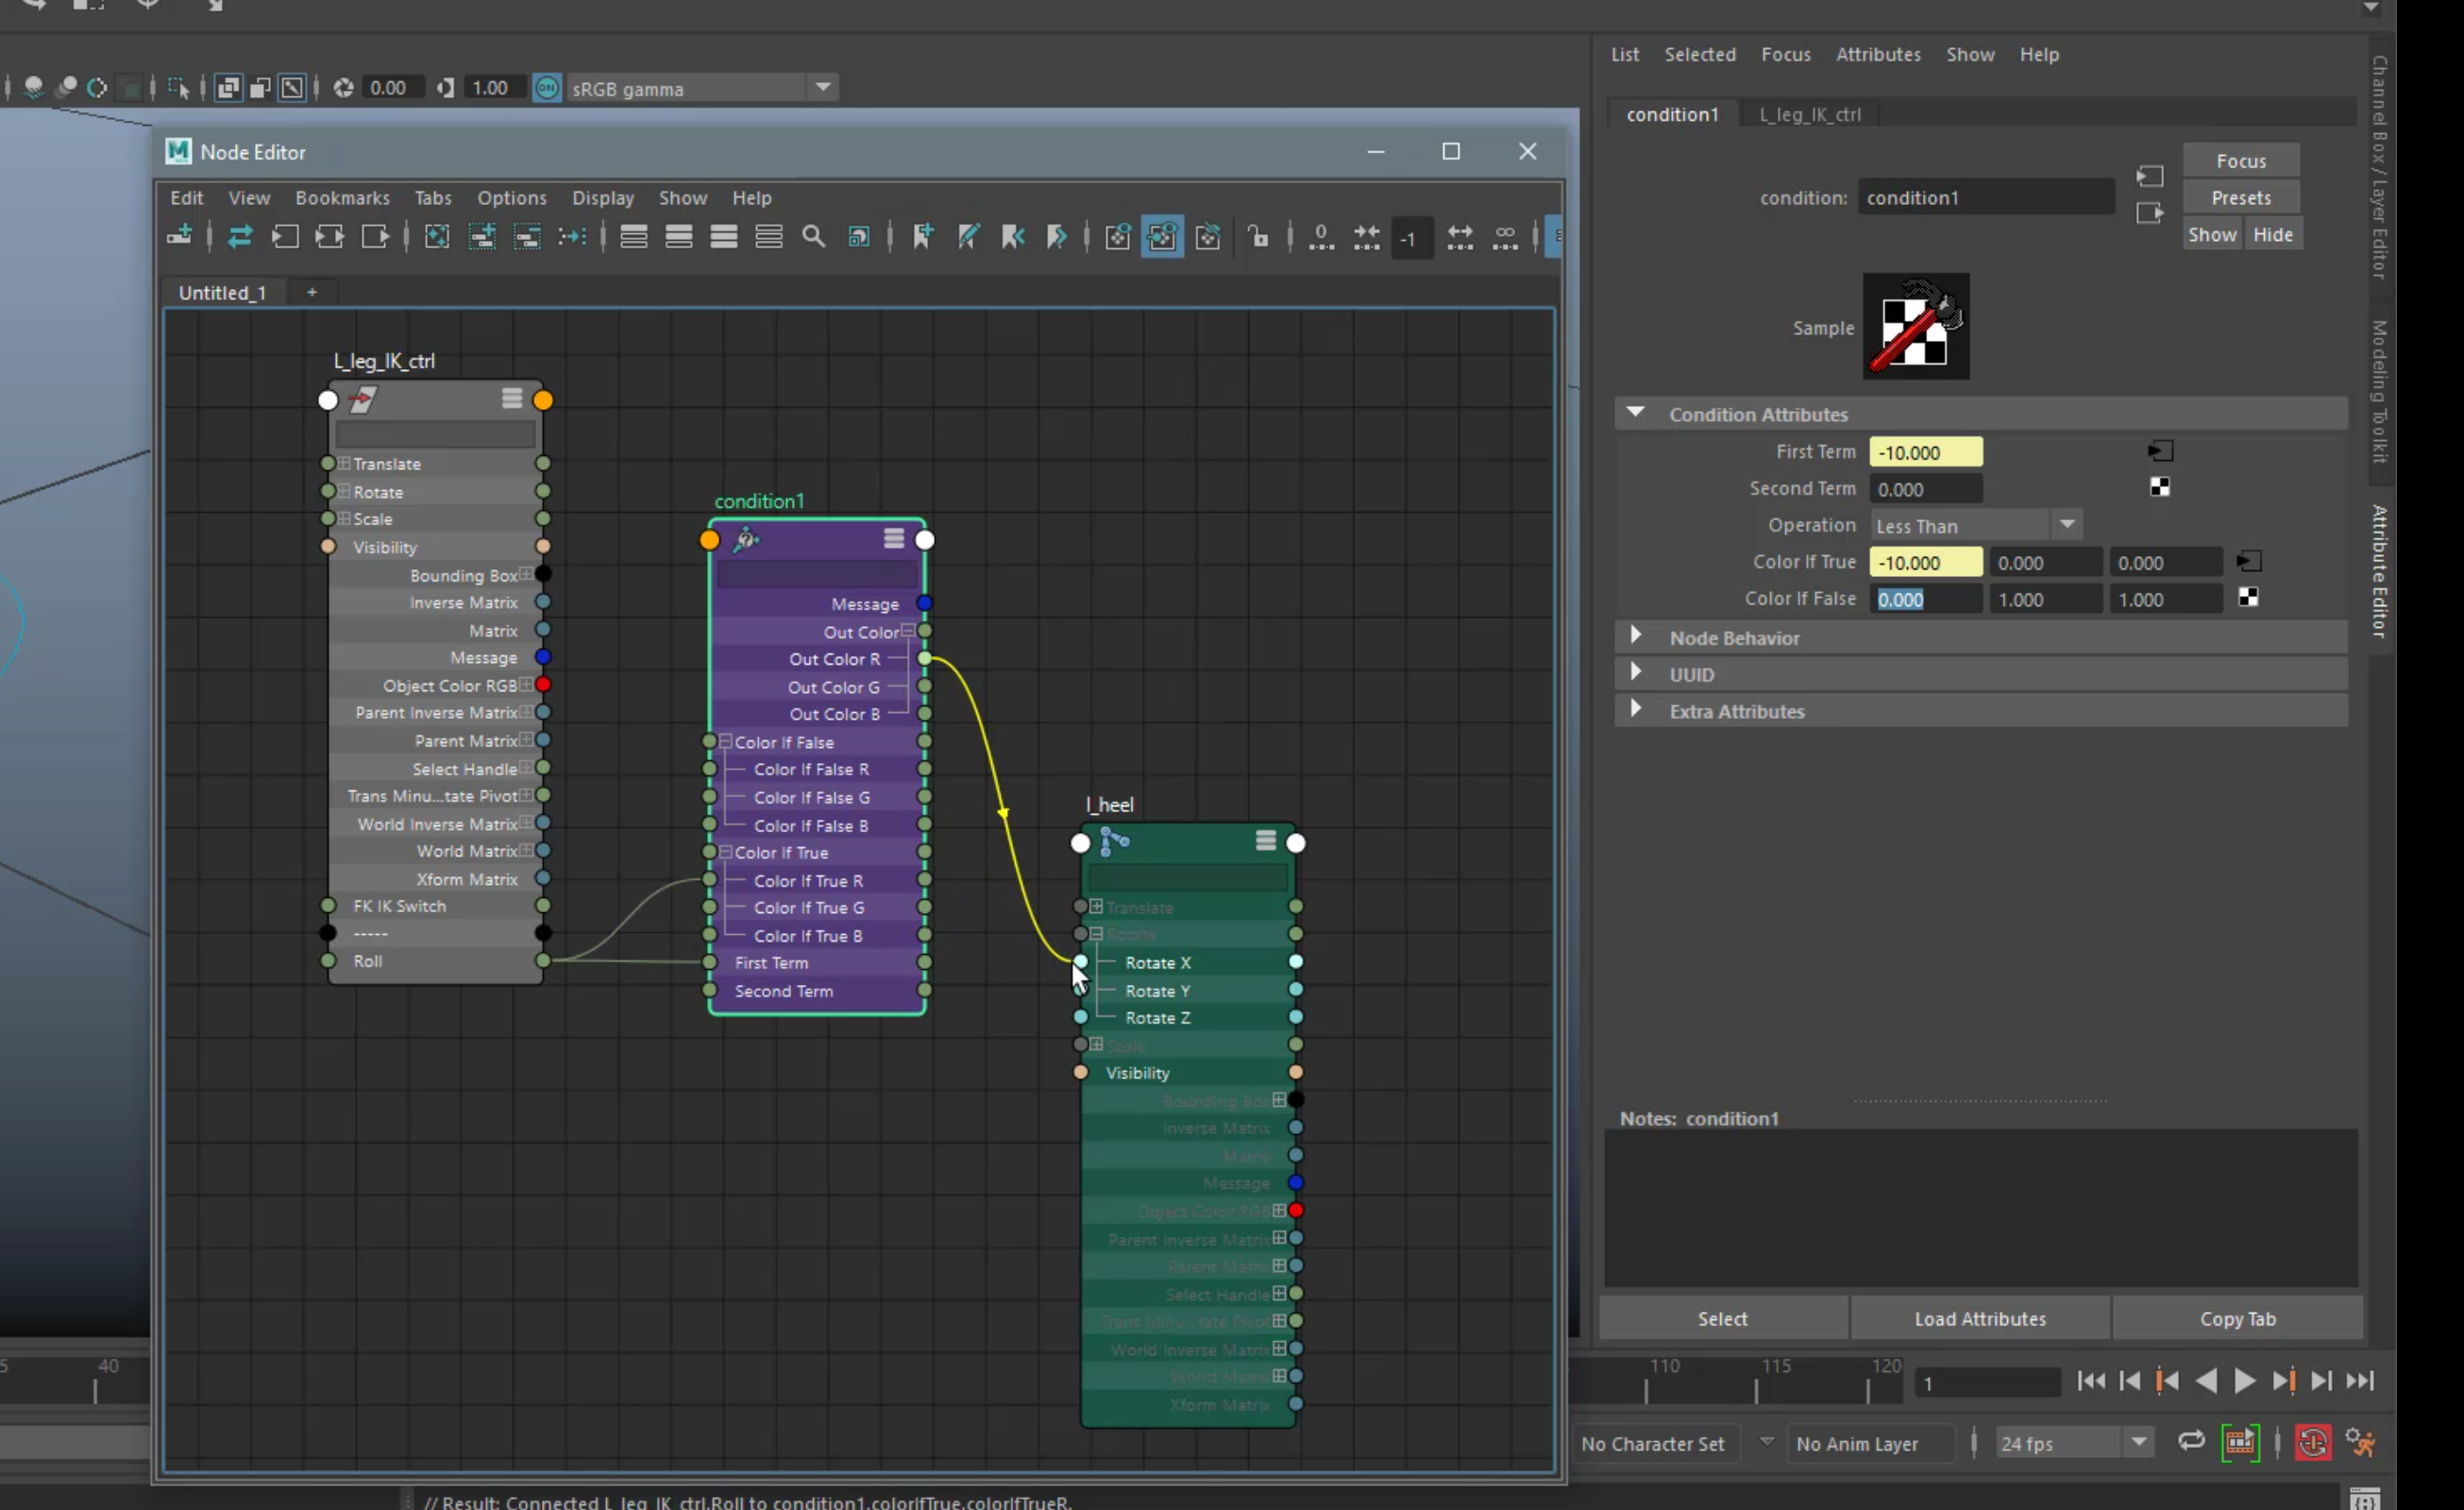 List Selected Focus Attributes Show Help
0.00 1.00 ON sRGB gamma
condition1 L_leg_IK_ctrl
Node Editor
Edit View Bookmarks Tabs Options Display Show Help
0 -1 ∞
Untitled_1 +
L_leg_IK_ctrl
Translate
Rotate
Scale
Visibility
Bounding Box
Inverse Matrix
Matrix
Message
Object Color RGB
Parent Inverse Matrix
Parent Matrix
Select Handle
Trans Minu...tate Pivot
World Inverse Matrix
World Matrix
Xform Matrix
FK IK Switch
-----
Roll
condition1
Message
Out Color
Out Color R
Out Color G
Out Color B
Color If False
Color If False R
Color If False G
Color If False B
Color If True
Color If True R
Color If True G
Color If True B
First Term
Second Term
l_heel
Translate
Rotate
Rotate X
Rotate Y
Rotate Z
Scale
Visibility
Bounding Box
Inverse Matrix
Matrix
Message
Object Color RGB
Parent Inverse Matrix
Parent Matrix
Select Handle
Trans Minu...tate Pivot
World Inverse Matrix
World Matrix
Xform Matrix
Focus
condition: condition1 Presets
Show Hide
Sample
Condition Attributes
First Term -10.000
Second Term 0.000
Operation Less Than
Color If True -10.000 0.000 0.000
Color If False 0.000 1.000 1.000
Node Behavior
UUID
Extra Attributes
Notes: condition1
Select Load Attributes Copy Tab
Channel Box / Layer Editor
Modeling Toolkit
Attribute Editor
5 40 110 115 120 1
No Character Set No Anim Layer 24 fps
// Result: Connected L_leg_IK_ctrl.Roll to condition1.colorIfTrue.colorIfTrueR.